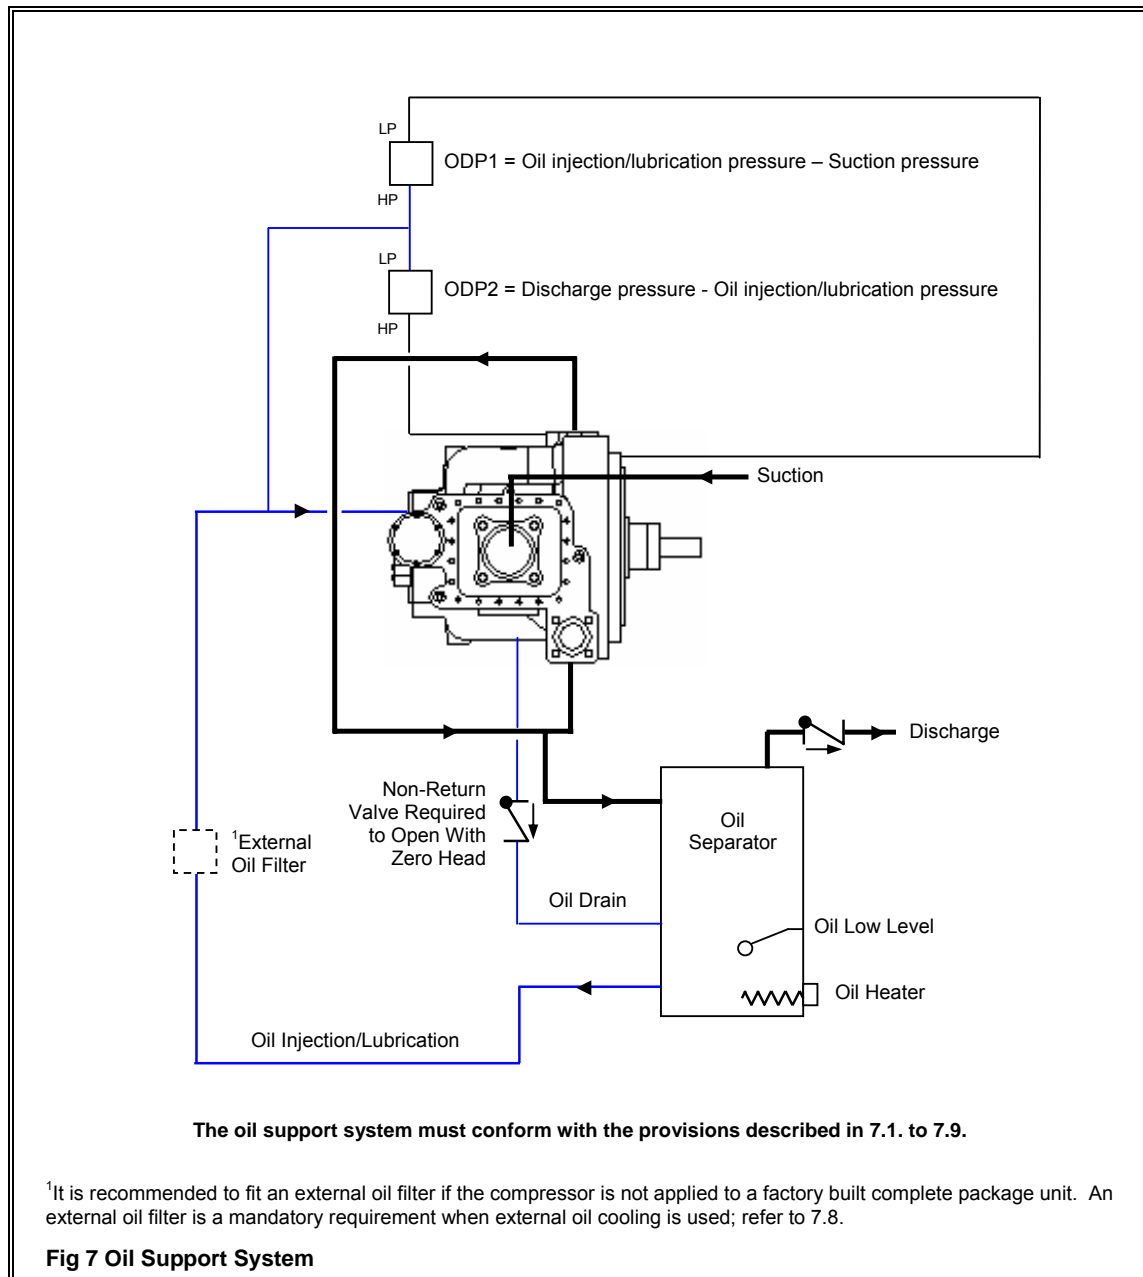 LP
ODP1 = Oil injection/lubrication pressure – Suction pressure
HP
LP
ODP2 = Discharge pressure - Oil injection/lubrication pressure
HP
Suction
Discharge
Non-Return
Valve Required
to Open With
Zero Head
Oil
Separator
1External
Oil Filter
Oil Drain
Oil Low Level
Oil Heater
Oil Injection/Lubrication
The oil support system must conform with the provisions described in 7.1. to 7.9.
1It is recommended to fit an external oil filter if the compressor is not applied to a factory built complete package unit. An
external oil filter is a mandatory requirement when external oil cooling is used; refer to 7.8.
Fig 7 Oil Support System